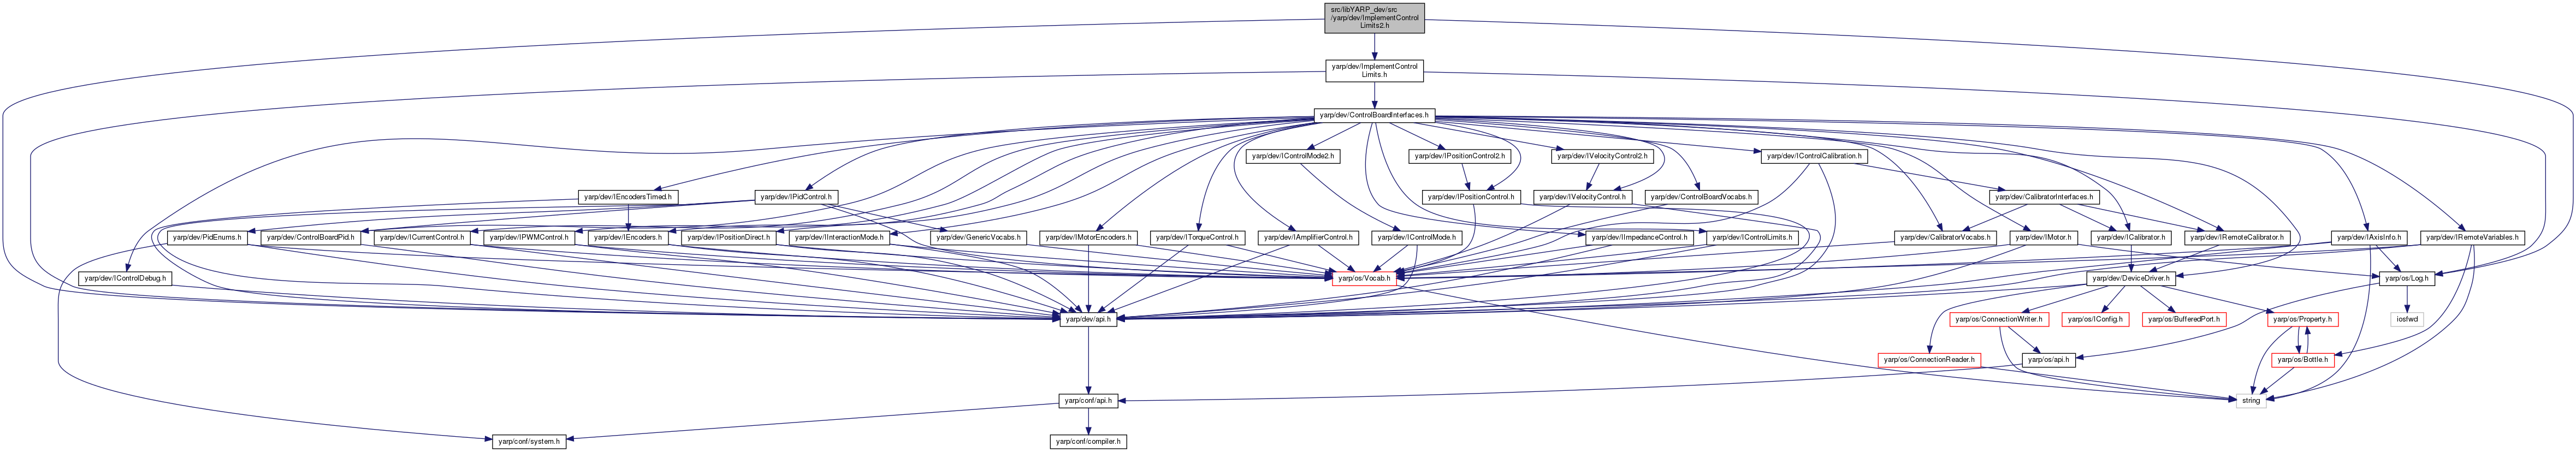 src/libYARP_dev/src
/yarp/dev/ImplementControl
Limits2.h
yarp/dev/ImplementControl
Limits.h
yarp/dev/ControlBoardInterfaces.h
yarp/dev/IControlMode2.h
yarp/dev/IPositionControl2.h
yarp/dev/IVelocityControl2.h
yarp/dev/IControlCalibration.h
yarp/dev/IEncodersTimed.h
yarp/dev/IPidControl.h
yarp/dev/IPositionControl.h
yarp/dev/IVelocityControl.h
yarp/dev/ControlBoardVocabs.h
yarp/dev/CalibratorInterfaces.h
yarp/dev/PidEnums.h
yarp/dev/ControlBoardPid.h
yarp/dev/ICurrentControl.h
yarp/dev/IPWMControl.h
yarp/dev/IEncoders.h
yarp/dev/IPositionDirect.h
yarp/dev/IInteractionMode.h
yarp/dev/GenericVocabs.h
yarp/dev/IMotorEncoders.h
yarp/dev/ITorqueControl.h
yarp/dev/IAmplifierControl.h
yarp/dev/IControlMode.h
yarp/dev/IImpedanceControl.h
yarp/dev/IControlLimits.h
yarp/dev/CalibratorVocabs.h
yarp/dev/IMotor.h
yarp/dev/ICalibrator.h
yarp/dev/IRemoteCalibrator.h
yarp/dev/IAxisInfo.h
yarp/dev/IRemoteVariables.h
yarp/dev/IControlDebug.h
yarp/os/Vocab.h
yarp/dev/DeviceDriver.h
yarp/os/Log.h
yarp/dev/api.h
yarp/os/ConnectionWriter.h
yarp/os/IConfig.h
yarp/os/BufferedPort.h
yarp/os/Property.h
iosfwd
yarp/os/ConnectionReader.h
yarp/os/api.h
yarp/os/Bottle.h
yarp/conf/api.h
string
yarp/conf/system.h
yarp/conf/compiler.h